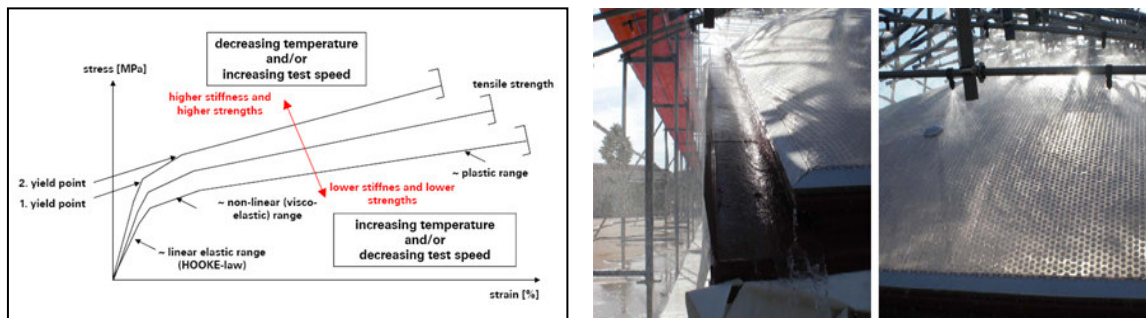 decreasing temperature
and/or
increasing test speed
stress [MPa]
higher stiffness and
higher strengths
tensile strength
2. yield point
1. yield point
~ plastic range
~ non-linear (visco-
elastic) range
lower stiffnes and lower
strengths
~ linear elastic range
(HOOKE-law)
increasing temperature
and/or
decreasing test speed
strain [%]